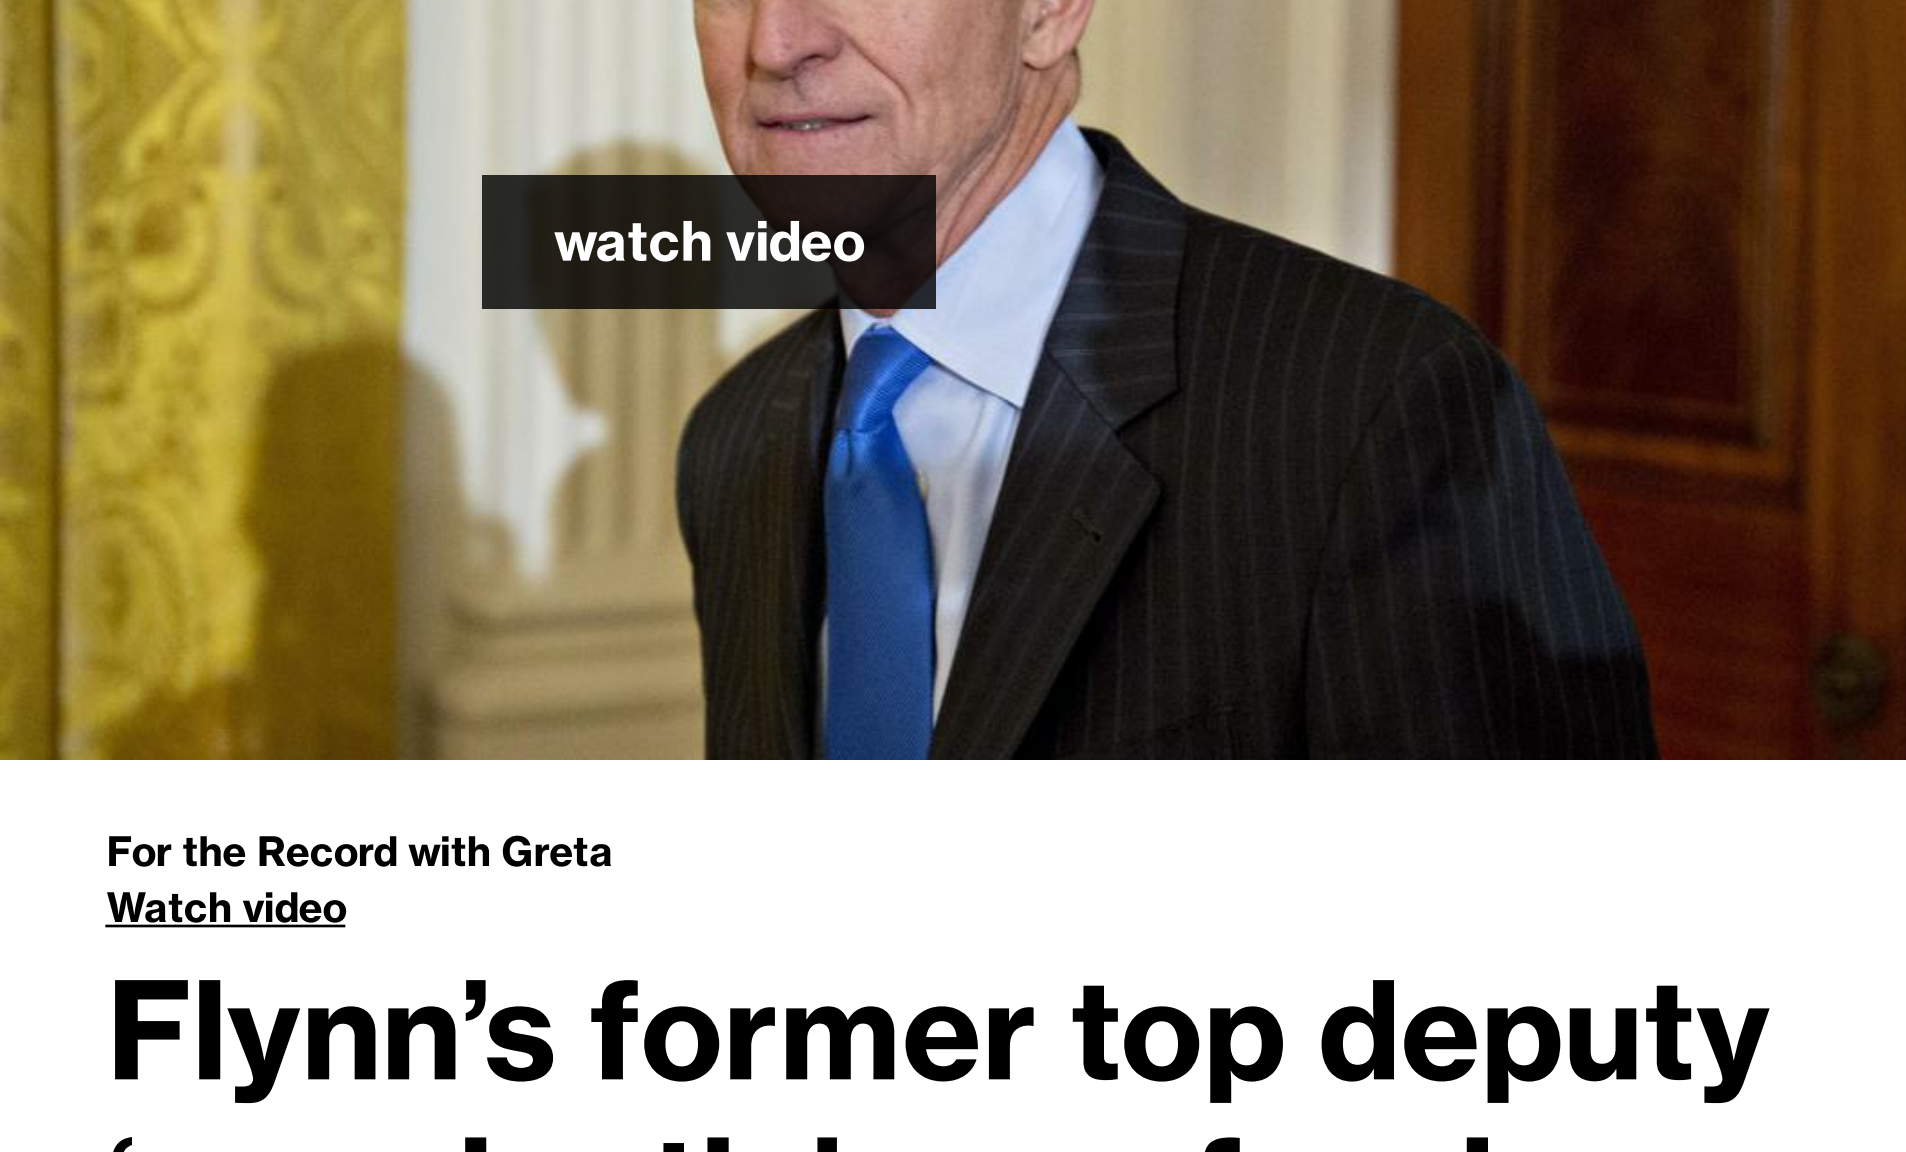 watch video
For the Record with Greta
Watch video
Flynn’s former top deputy